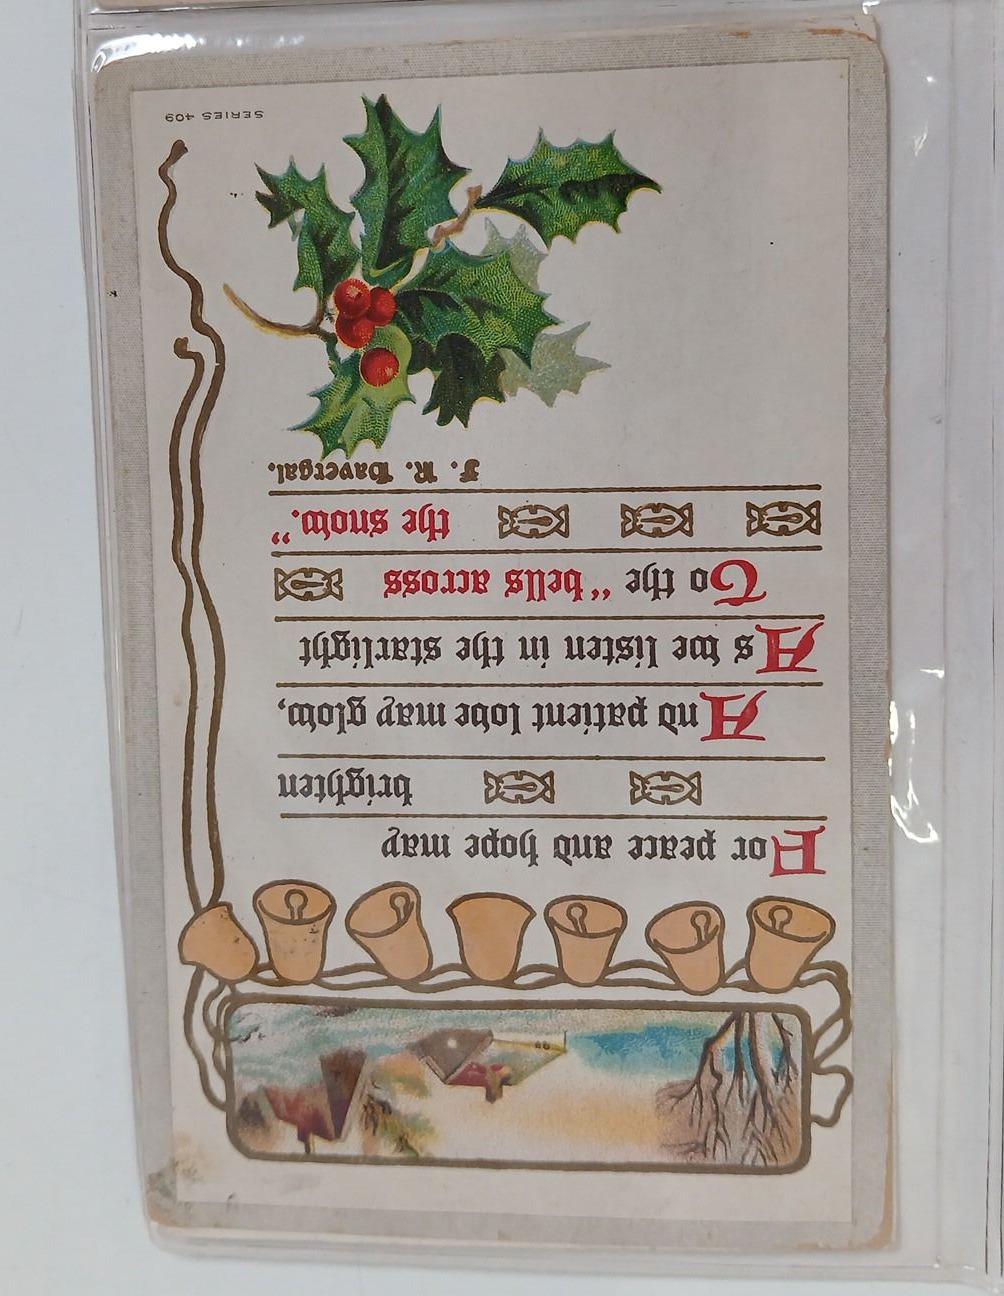 For peace and hope may
brighten
And patient love may glow,
As we listen in the starlight
To the "bells across
the snow."
F. R. Havergal.
SERIES 409